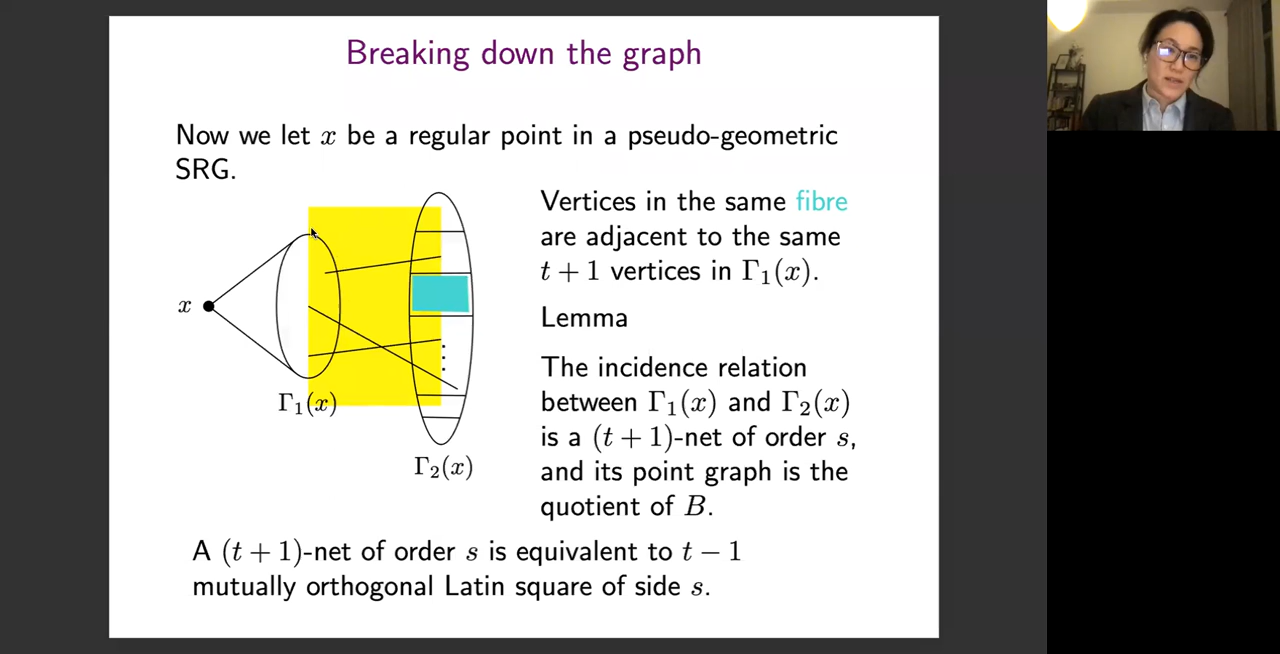 Breaking down the graph
Now we let x be a regular point in a pseudo-geometric
SRG.
Vertices in the same fibre
are adjacent to the same
t + 1 vertices in Γ₁(x).
Lemma
The incidence relation
between Γ₁(x) and Γ₂(x)
is a (t + 1)-net of order s,
and its point graph is the
quotient of B.
x
Γ₁(x)
Γ₂(x)
A (t + 1)-net of order s is equivalent to t − 1
mutually orthogonal Latin square of side s.